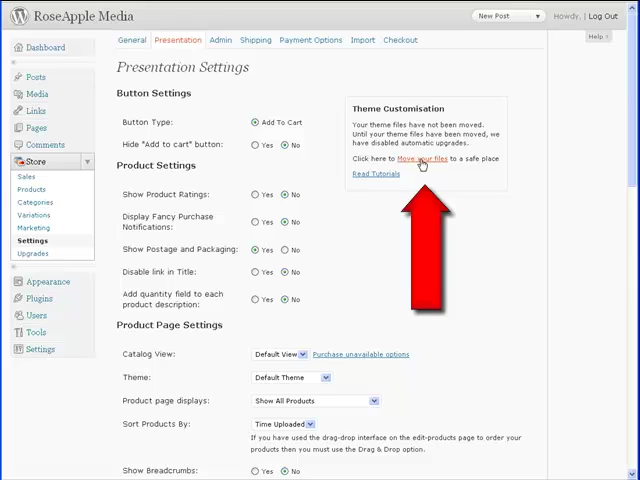 RoseApple Media
New Post
Howdy, | Log Out
Help
Dashboard
Posts
Media
Links
Pages
Comments
Store
Sales
Products
Categories
Variations
Marketing
Settings
Upgrades
Appearance
Plugins
Users
Tools
Settings
General Presentation Admin Shipping Payment Options Import Checkout
Presentation Settings
Button Settings
Button Type: Add To Cart
Hide "Add to cart" button: Yes No
Product Settings
Show Product Ratings: Yes No
Display Fancy Purchase
Notifications: Yes No
Show Postage and Packaging: Yes No
Disable link in Title: Yes No
Add quantity field to each
product description: Yes No
Product Page Settings
Catalog View: Default View Purchase unavailable options
Theme: Default Theme
Product page displays: Show All Products
Sort Products By: Time Uploaded
If you have used the drag-drop interface on the edit-products page to order your
products then you must use the Drag & Drop option.
Show Breadcrumbs: Yes No
Theme Customisation
Your theme files have not been moved.
Until your theme files have been moved, we
have disabled automatic upgrades.
Click here to Move your files to a safe place
Read Tutorials